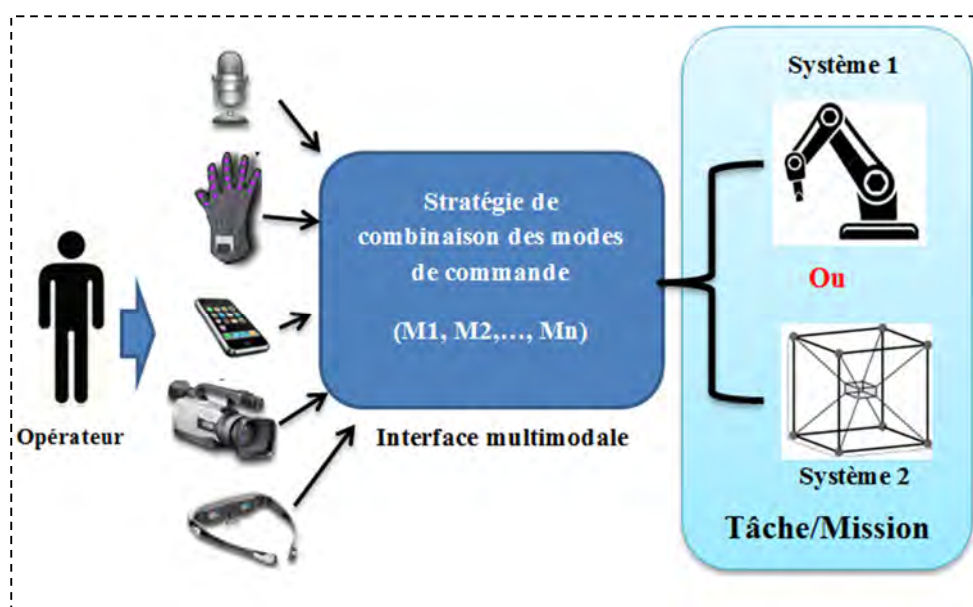 Opérateur
Stratégie de
combinaison des modes
de commande
(M1, M2,…, Mn)
Interface multimodale
Système 1
Ou
Système 2
Tâche/Mission